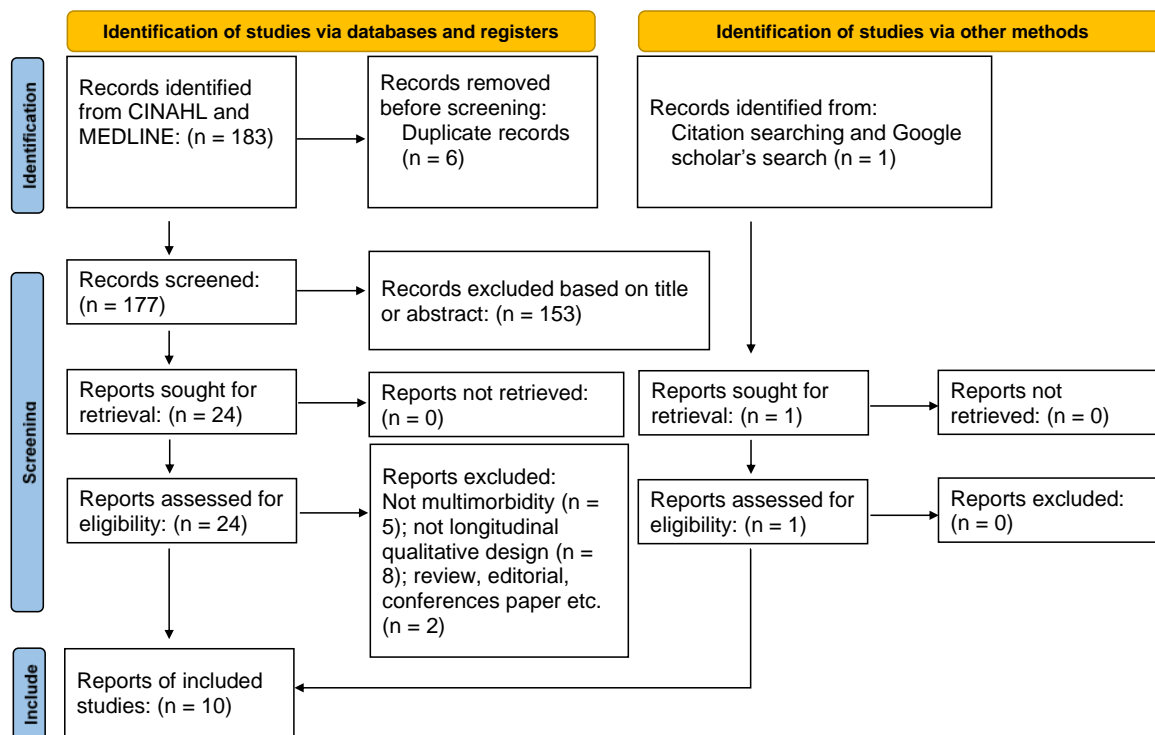 Identification of studies via databases and registers
Identification of studies via other methods
Identification
Records identified
from CINAHL and
MEDLINE: (n = 183)
Records removed
before screening:
Duplicate records
(n = 6)
Records identified from:
Citation searching and Google
scholar's search (n = 1)
Screening
Records screened:
(n = 177)
Records excluded based on title
or abstract: (n = 153)
Reports sought for
retrieval: (n = 24)
Reports not retrieved:
(n = 0)
Reports sought for
retrieval: (n = 1)
Reports not
retrieved: (n = 0)
Reports assessed for
eligibility: (n = 24)
Reports excluded:
Not multimorbidity (n =
5); not longitudinal
qualitative design (n =
8); review, editorial,
conferences paper etc.
(n = 2)
Reports assessed for
eligibility: (n = 1)
Reports excluded:
(n = 0)
Include
Reports of included
studies: (n = 10)